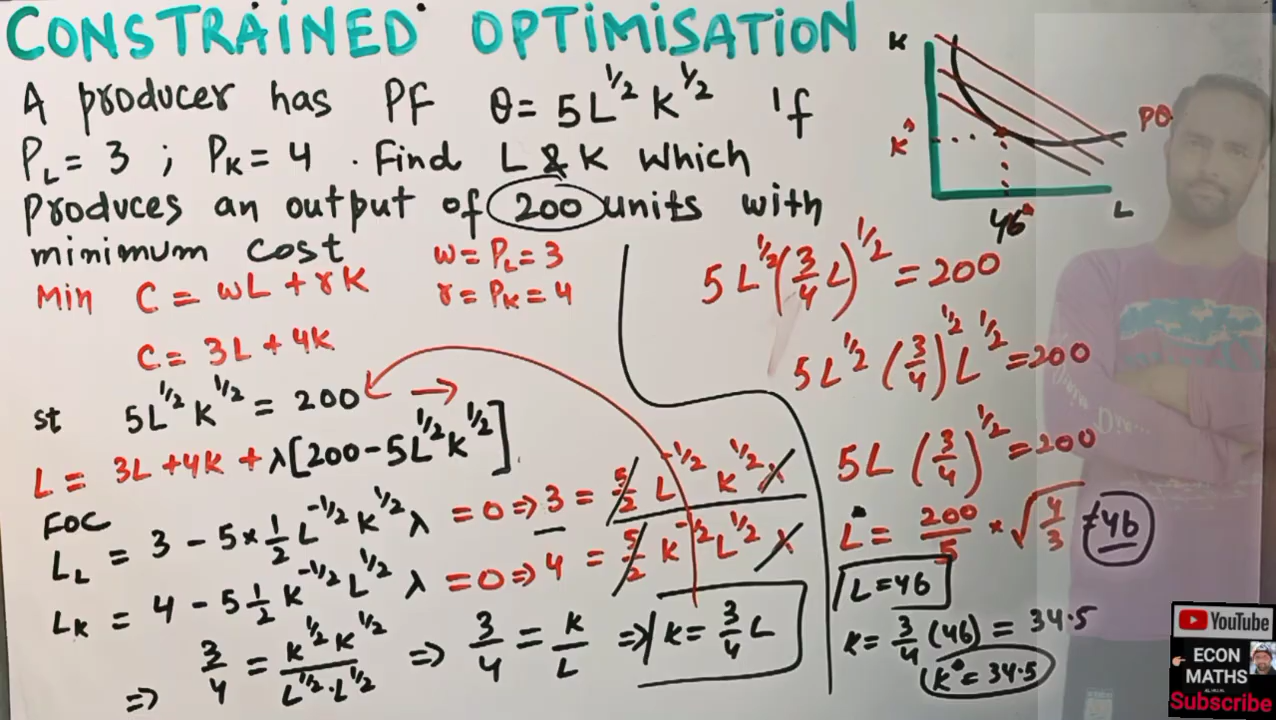 CONSTRAINED OPTIMISATION
A producer has PF θ = 5L^1/2 K^1/2 If
P_L = 3 ; P_K = 4 . Find L & K which
produces an output of 200 units with
minimum cost
w = P_L = 3
r = P_K = 4
Min C = wL + rK
C = 3L + 4K
st 5L^1/2 K^1/2 = 200
L = 3L + 4K + λ[200 - 5L^1/2 K^1/2]
FOC
L_L = 3 - 5 × 1/2 L^-1/2 K^1/2 λ = 0 ⇒ 3 = 5/2 L^-1/2 K^1/2 λ
L_K = 4 - 5 1/2 K^-1/2 L^1/2 λ = 0 ⇒ 4 = 5/2 K^-1/2 L^1/2 λ
⇒ 3/4 = K^1/2 K^1/2 / L^1/2 · L^1/2 ⇒ 3/4 = K/L ⇒ K = 3/4 L
K
K*
PQ
46*
L
5L^1/2 (3/4 L)^1/2 = 200
5L^1/2 (3/4)^1/2 L^1/2 = 200
5L (3/4)^1/2 = 200
L* = 200/5 × √4/3 = 46
L = 46
K = 3/4 (46) = 34.5
K* = 34.5
YouTube
ECON
MATHS
Subscribe